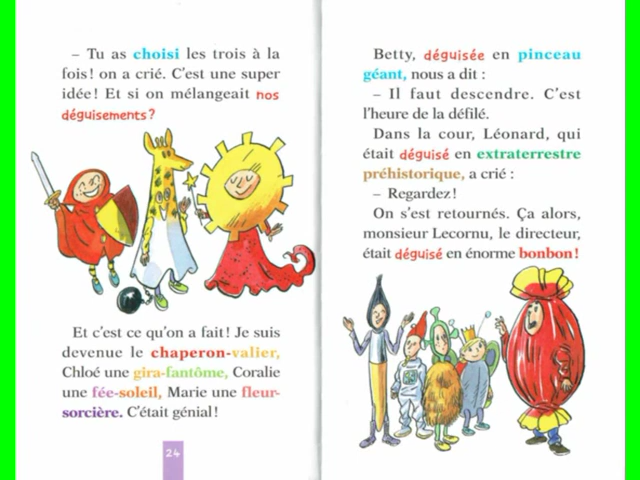 – Tu as choisi les trois à la
fois ! on a crié. C'est une super
idée ! Et si on mélangeait nos
déguisements ?
Et c'est ce qu'on a fait ! Je suis
devenue le chaperon-valier,
Chloé une gira-fantôme, Coralie
une fée-soleil, Marie une fleur-
sorcière. C'était génial !
24
Betty, déguisée en pinceau
géant, nous a dit :
– Il faut descendre. C'est
l'heure de la défilé.
Dans la cour, Léonard, qui
était déguisé en extraterrestre
préhistorique, a crié :
– Regardez !
On s'est retournés. Ça alors,
monsieur Lecornu, le directeur,
était déguisé en énorme bonbon !